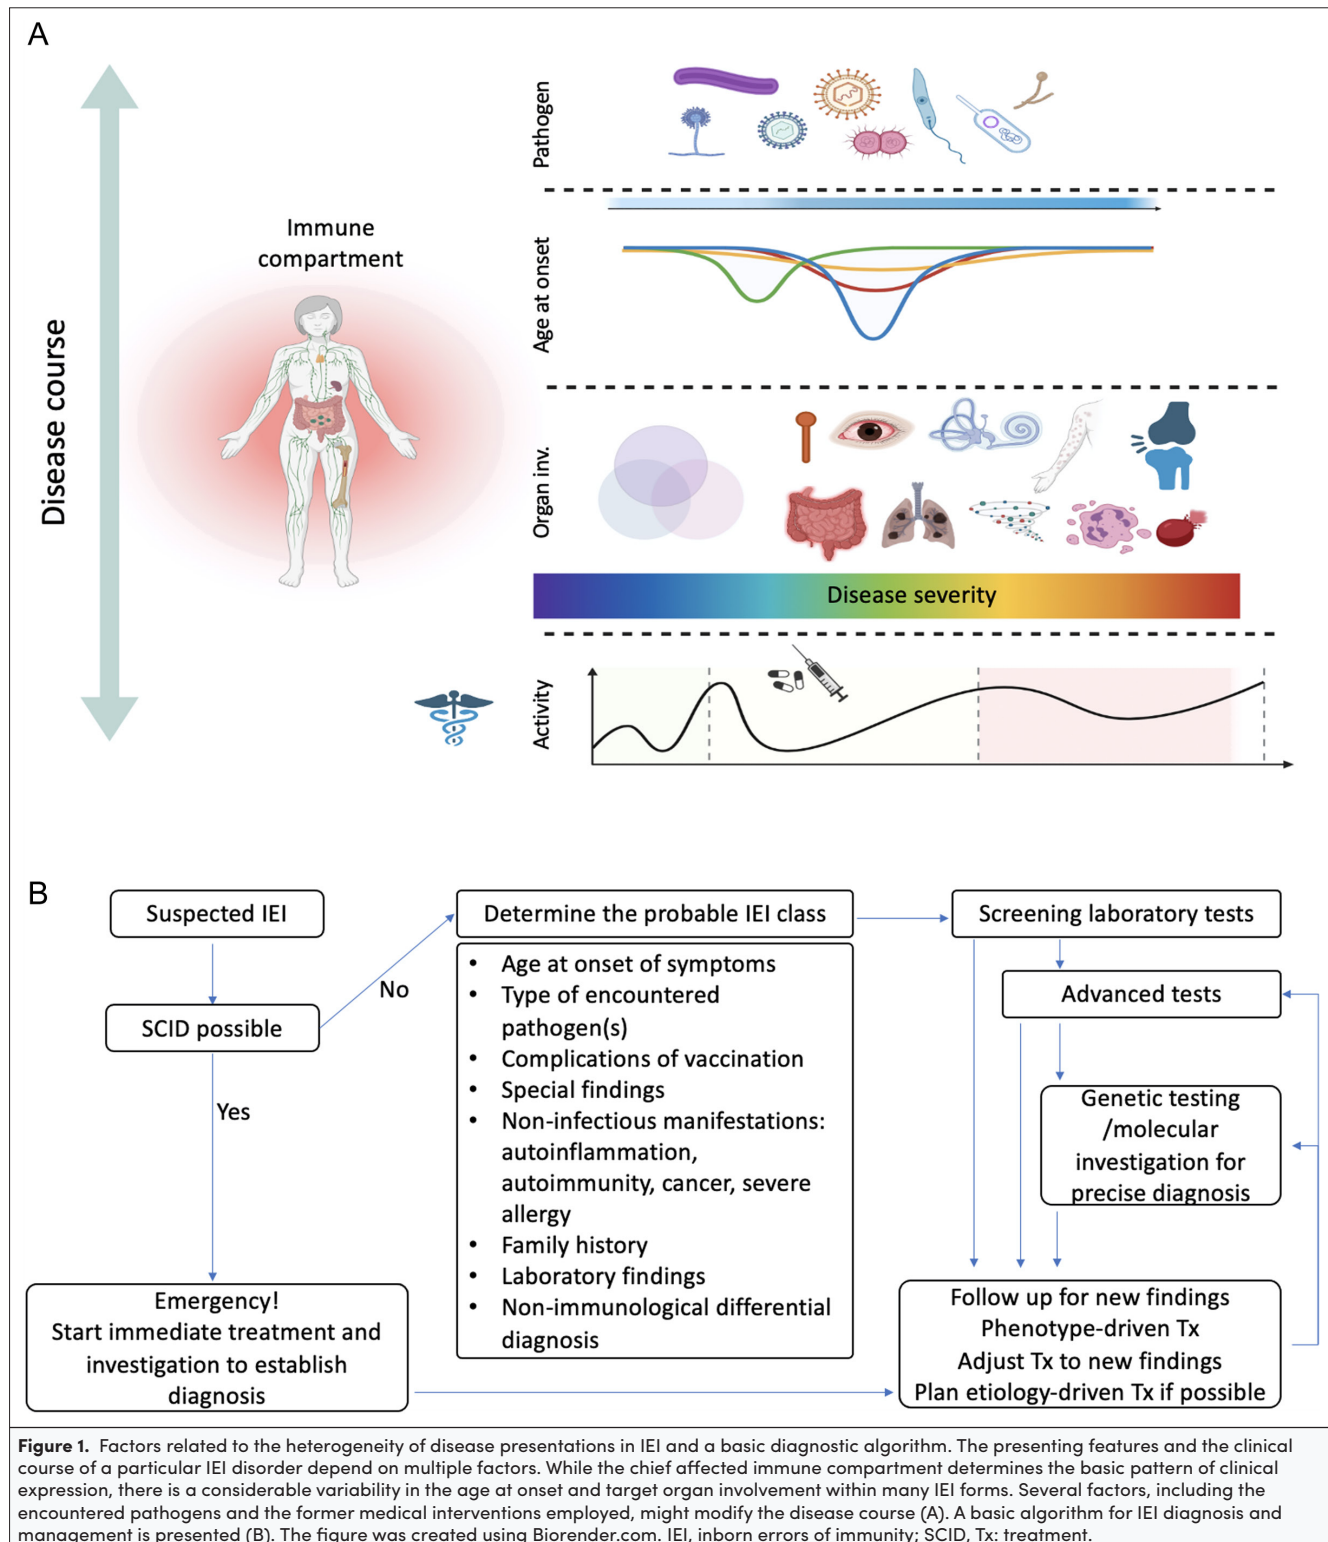 A
Disease course
Immune
compartment
Pathogen
Age at onset
Organ inv.
Disease severity
Activity
B
Suspected IEI
SCID possible
No
Yes
Emergency!
Start immediate treatment and
investigation to establish
diagnosis
Determine the probable IEI class
• Age at onset of symptoms
• Type of encountered
pathogen(s)
• Complications of vaccination
• Special findings
• Non-infectious manifestations:
autoinflammation,
autoimmunity, cancer, severe
allergy
• Family history
• Laboratory findings
• Non-immunological differential
diagnosis
Screening laboratory tests
Advanced tests
Genetic testing
/molecular
investigation for
precise diagnosis
Follow up for new findings
Phenotype-driven Tx
Adjust Tx to new findings
Plan etiology-driven Tx if possible
Figure 1. Factors related to the heterogeneity of disease presentations in IEI and a basic diagnostic algorithm. The presenting features and the clinical
course of a particular IEI disorder depend on multiple factors. While the chief affected immune compartment determines the basic pattern of clinical
expression, there is a considerable variability in the age at onset and target organ involvement within many IEI forms. Several factors, including the
encountered pathogens and the former medical interventions employed, might modify the disease course (A). A basic algorithm for IEI diagnosis and
management is presented (B). The figure was created using Biorender.com. IEI, inborn errors of immunity; SCID, Tx: treatment.